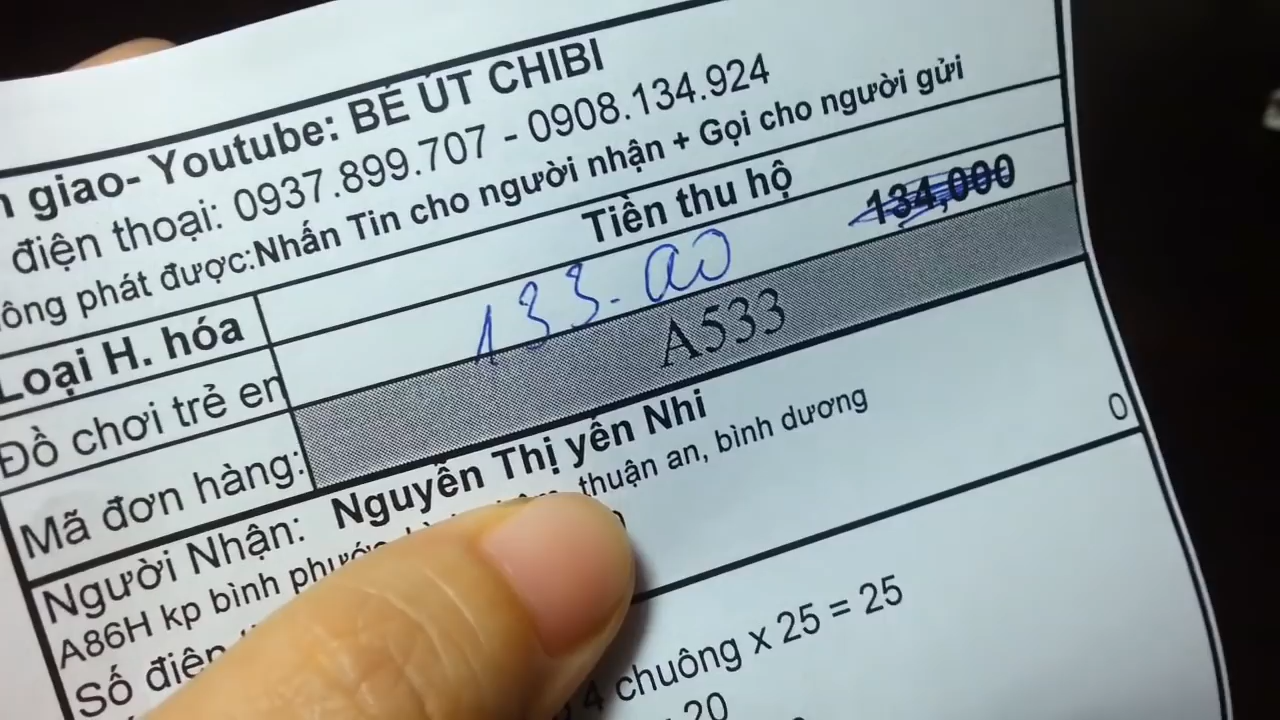 giao- Youtube: BÉ ÚT CHIBI
điện thoại: 0937.899.707 - 0908.134.924
phát được:Nhấn Tin cho người nhận + Gọi cho người gửi
Loại H. hóa
Tiền thu hộ
134,000
Đồ chơi trẻ em
133.000
Mã đơn hàng:
A533
Người Nhận: Nguyễn Thị yến Nhi
A86H kp bình thuận an, bình dương
0
Số
4 chuông x 25 = 25
20